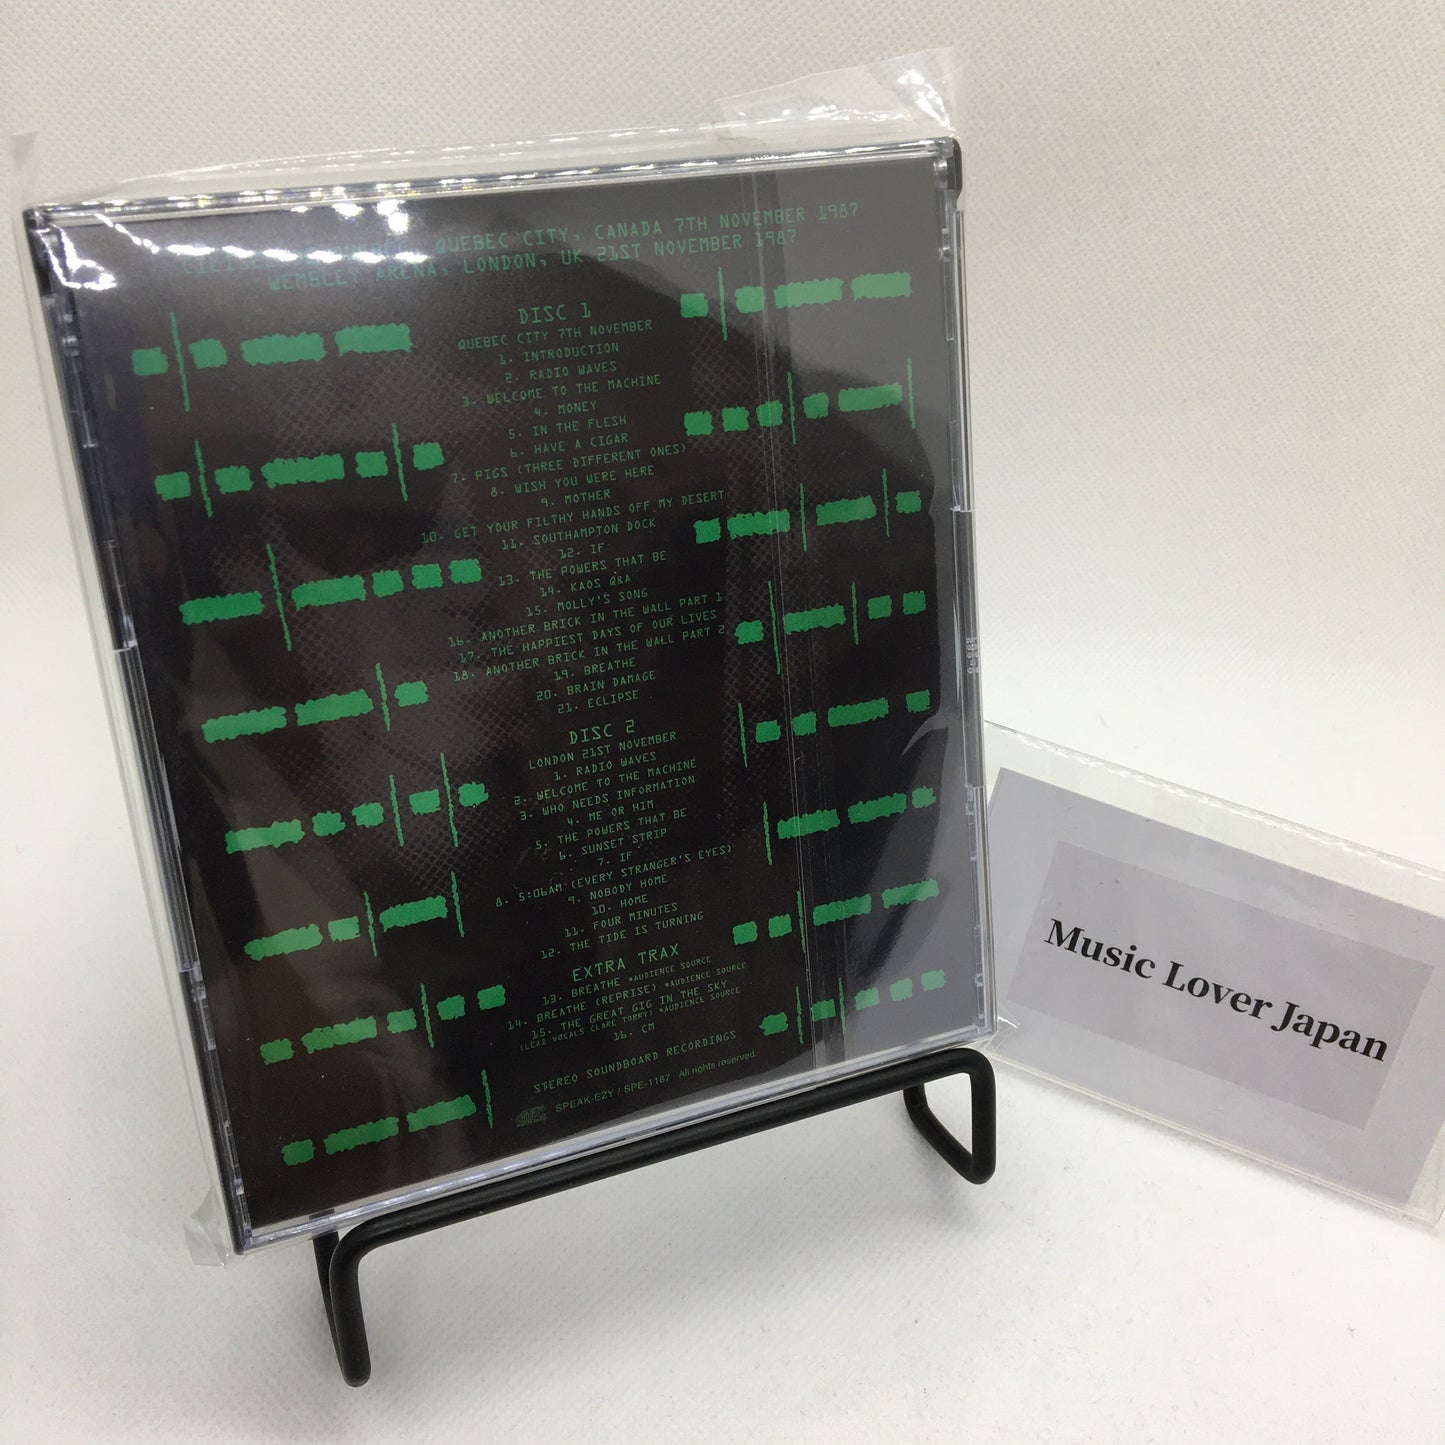 QUEBEC CITY, CANADA 7TH NOVEMBER 1987
WEMBLEY ARENA, LONDON, UK 21ST NOVEMBER 1987
DISC 1
QUEBEC CITY 7TH NOVEMBER
1. INTRODUCTION
2. RADIO WAVES
3. WELCOME TO THE MACHINE
4. MONEY
5. IN THE FLESH
6. HAVE A CIGAR
7. PIGS (THREE DIFFERENT ONES)
8. WISH YOU WERE HERE
9. MOTHER
10. GET YOUR FILTHY HANDS OFF MY DESERT
11. SOUTHAMPTON DOCK
12. IF
13. THE POWERS THAT BE
14. KAOS Q&A
15. MOLLY'S SONG
16. ANOTHER BRICK IN THE WALL PART 1
17. THE HAPPIEST DAYS OF OUR LIVES
18. ANOTHER BRICK IN THE WALL PART 2
19. BREATHE
20. BRAIN DAMAGE
21. ECLIPSE
DISC 2
LONDON 21ST NOVEMBER
1. RADIO WAVES
2. WELCOME TO THE MACHINE
3. WHO NEEDS INFORMATION
4. ME OR HIM
5. THE POWERS THAT BE
6. SUNSET STRIP
7. IF
8. 5:06AM (EVERY STRANGER'S EYES)
9. NOBODY HOME
10. HOME
11. FOUR MINUTES
12. THE TIDE IS TURNING
EXTRA TRAX
13. BREATHE *AUDIENCE SOURCE
14. BREATHE (REPRISE) *AUDIENCE SOURCE
15. THE GREAT GIG IN THE SKY
(LEAD VOCALS CLARE TORRY) *AUDIENCE SOURCE
16. CM
STEREO SOUNDBOARD RECORDINGS
SPEAK-EZY / SPE-1187 All rights reserved.
Music Lover Japan